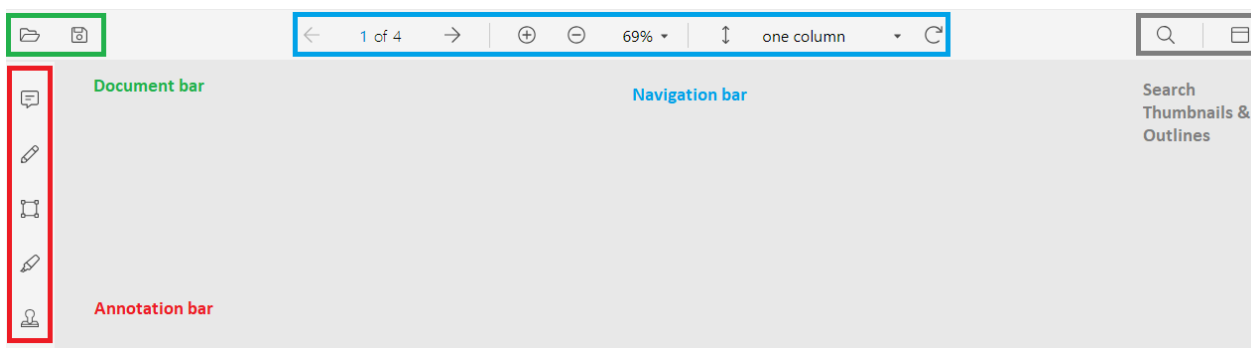 1 of 4
69%
one column
Document bar
Navigation bar
Search
Thumbnails &
Outlines
Annotation bar